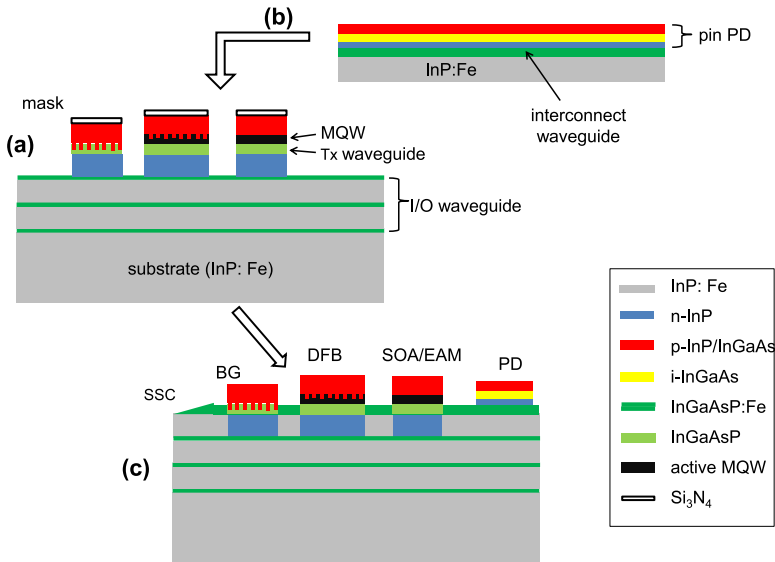 (b)
pin PD
InP:Fe
interconnect
waveguide
mask
(a)
MQW
Tx waveguide
I/O waveguide
substrate (InP: Fe)
InP: Fe
n-InP
p-InP/InGaAs
i-InGaAs
InGaAsP:Fe
InGaAsP
active MQW
Si₃N₄
SSC
BG
DFB
SOA/EAM
PD
(c)